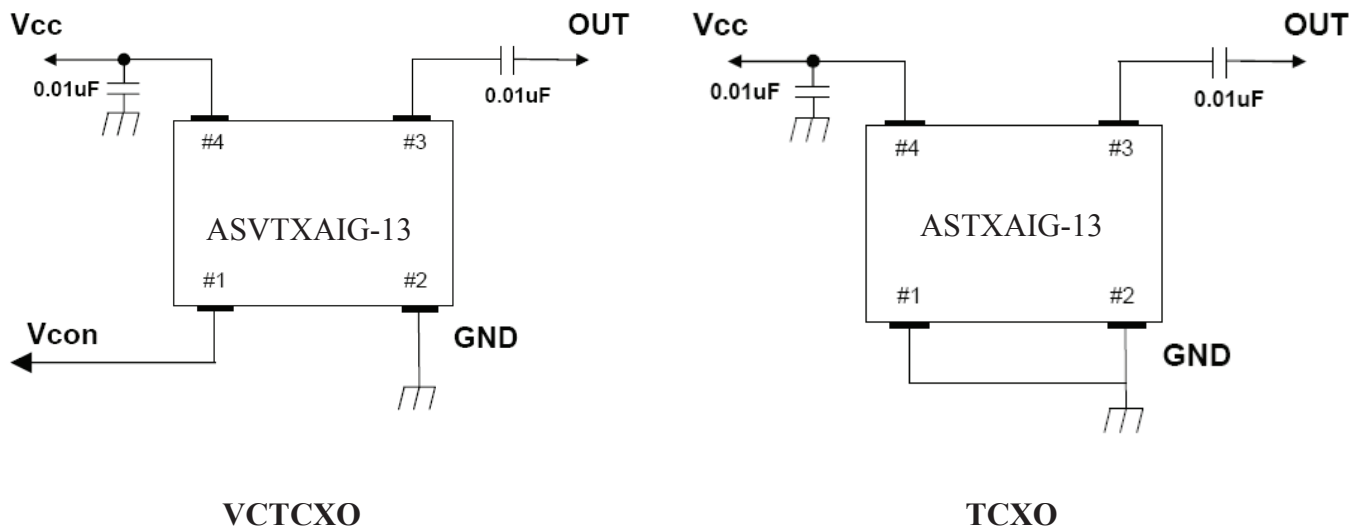 Vcc
OUT
0.01uF
0.01uF
#4
#3
ASVTXAIG-13
#1
#2
Vcon
GND
VCTCXO
Vcc
OUT
0.01uF
0.01uF
#4
#3
ASTXAIG-13
#1
#2
GND
TCXO